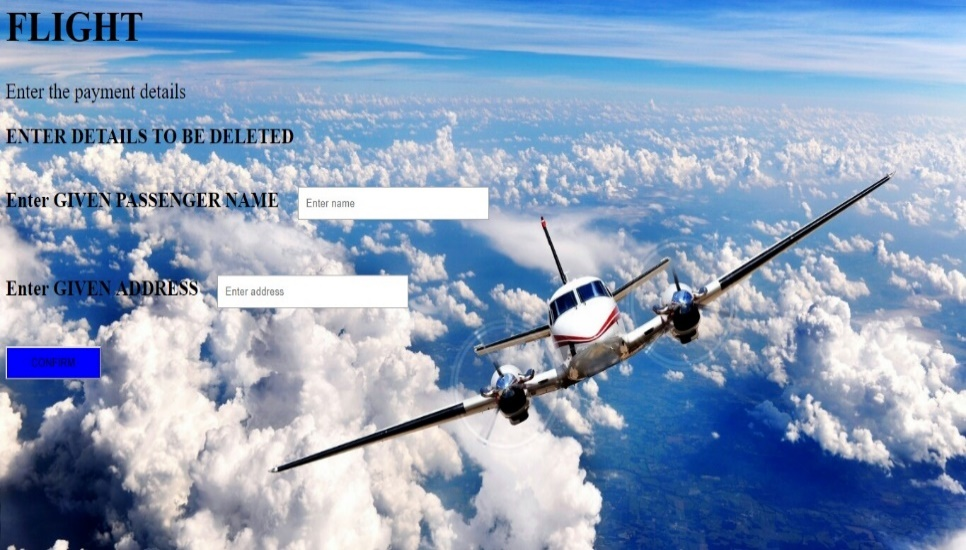 FLIGHT
Enter the payment details
ENTER DETAILS TO BE DELETED
Enter GIVEN PASSENGER NAME Enter name
Enter GIVEN ADDRESS Enter address
CONFIRM